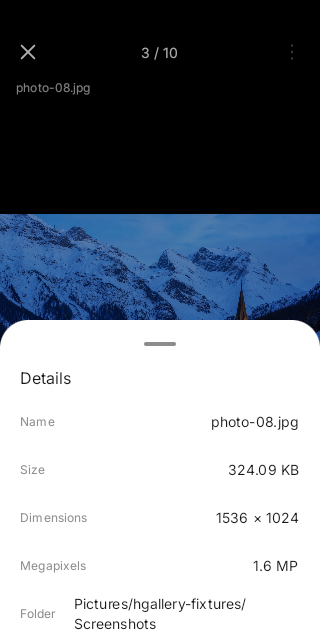 3 / 10
photo-08.jpg
Details
Name photo-08.jpg
Size 324.09 KB
Dimensions 1536 × 1024
Megapixels 1.6 MP
Folder Pictures/hgallery-fixtures/
Screenshots